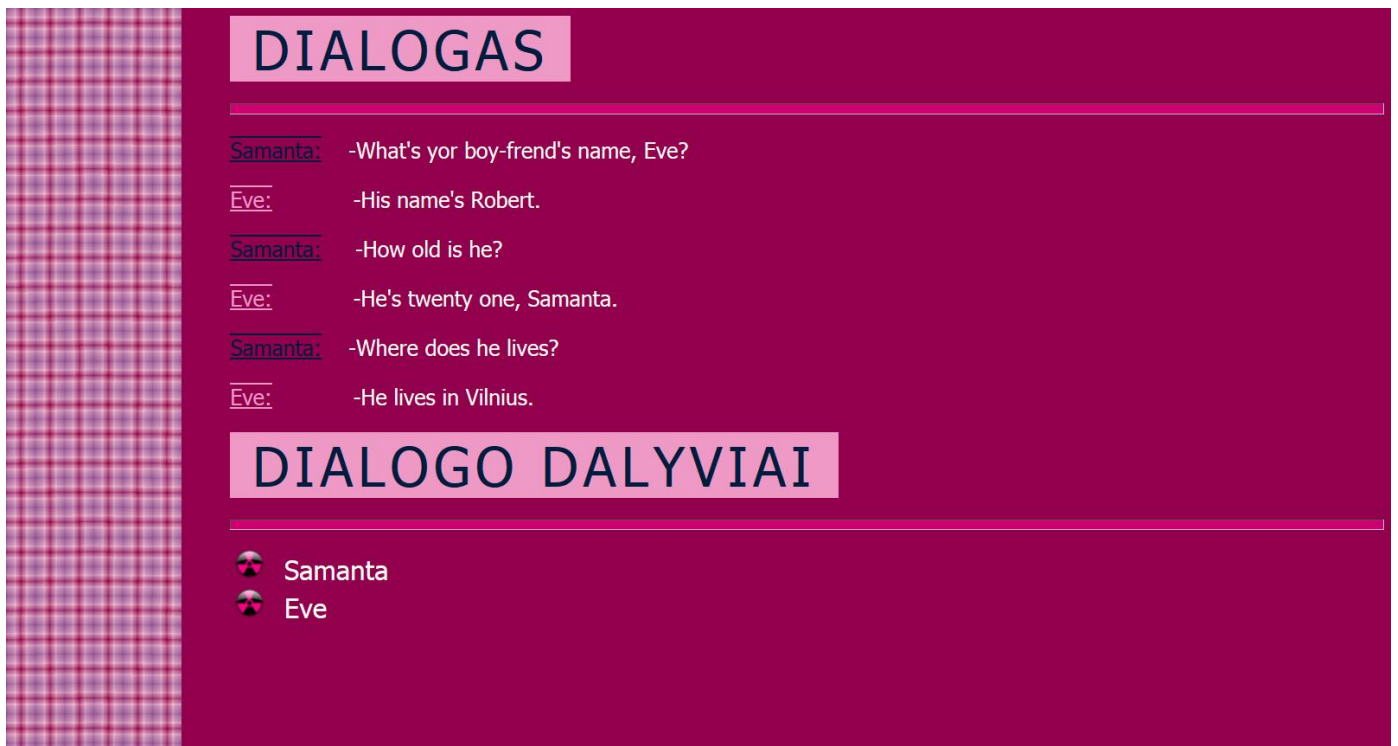 DIALOGAS
Samanta: -What's yor boy-frend's name, Eve?
Eve: -His name's Robert.
Samanta: -How old is he?
Eve: -He's twenty one, Samanta.
Samanta: -Where does he lives?
Eve: -He lives in Vilnius.
DIALOGO DALYVIAI
Samanta
Eve